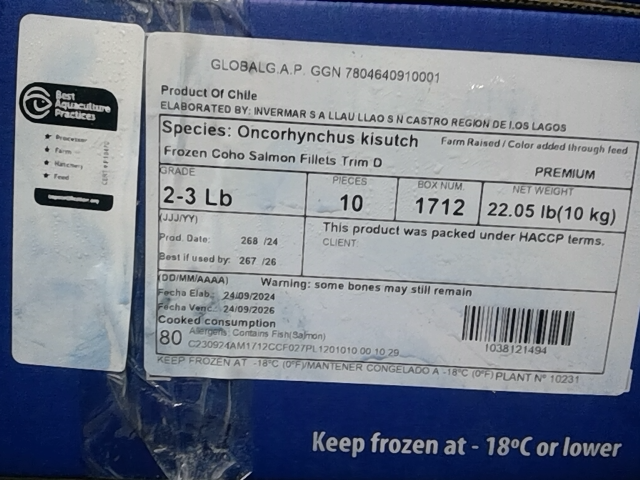 GLOBALG.A.P. GGN 7804640910001
Best
Aquaculture
Practices
Processor
Farm
Hatchery
Feed
Product Of Chile
ELABORATED BY: INVERMAR S A LLAU LLAO S N CASTRO REGION DE LOS LAGOS
Species: Oncorhynchus kisutch Farm Raised / Color added through feed
Frozen Coho Salmon Fillets Trim D PREMIUM
GRADE PIECES BOX NUM. NET WEIGHT
2-3 Lb 10 1712 22.05 lb(10 kg)
(JJJ/YY) This product was packed under HACCP terms.
Prod. Date: 268 /24 CLIENT:
Best if used by: 267 /26
(DD/MM/AAAA) Warning: some bones may still remain
Fecha Elab.: 24/09/2024
Fecha Venc.: 24/09/2026
Cooked consumption
80 Allergens: Contains Fish(Salmon)
C230924AM1712CCF027PL1201010 00 10 29
1038121494
KEEP FROZEN AT -18°C (0°F)/MANTENER CONGELADO A -18°C (0°F) PLANT N° 10231
Keep frozen at - 18ºC or lower